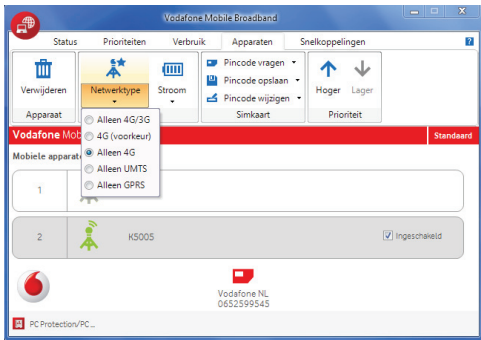 Vodafone Mobile Broadband
Status Prioriteiten Verbruik Apparaten Snelkoppelingen
Verwijderen
Netwerktype
Stroom
Pincode vragen
Pincode opslaan
Pincode wijzigen
Hoger Lager
Apparaat
Simkaart
Prioriteit
Alleen 4G/3G
4G (voorkeur)
Alleen 4G
Alleen UMTS
Alleen GPRS
Vodafone Mob
Standaard
Mobiele appara
1
2 K5005 Ingeschakeld
Vodafone NL
0652599545
PC Protection/PC...